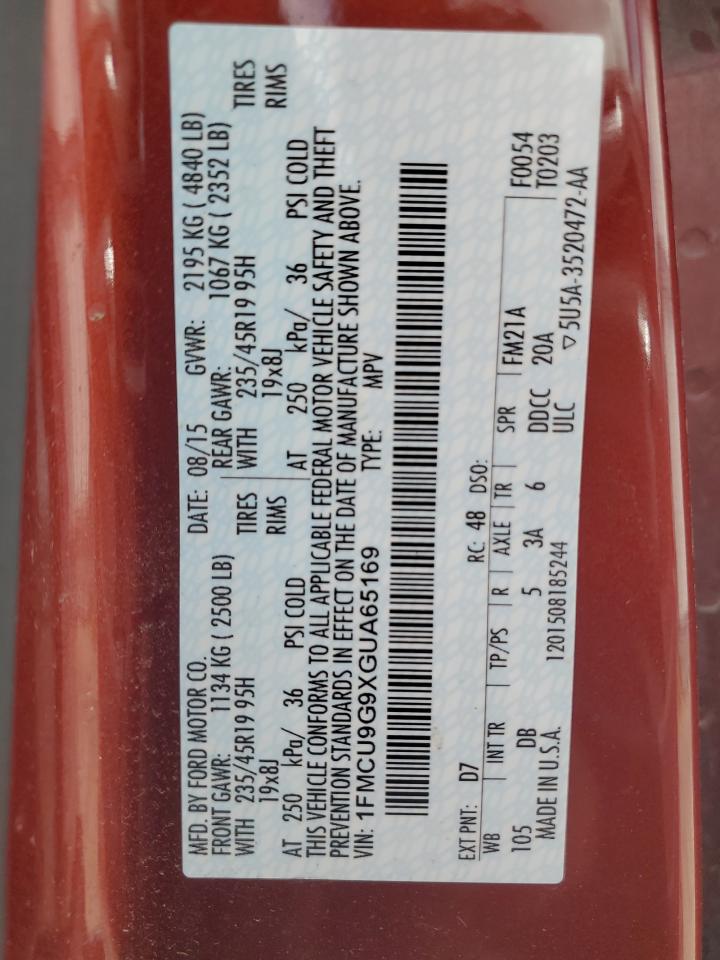 MFD. BY FORD MOTOR CO. DATE: 08/15 GVWR: 2195 KG ( 4840 LB)
FRONT GAWR: 1134 KG ( 2500 LB) REAR GAWR: 1067 KG ( 2352 LB)
WITH 235/45R19 95H TIRES WITH 235/45R19 95H TIRES
19x8J RIMS 19x8J RIMS
AT 250 kPa/ 36 PSI COLD AT 250 kPa/ 36 PSI COLD
THIS VEHICLE CONFORMS TO ALL APPLICABLE FEDERAL MOTOR VEHICLE SAFETY AND THEFT
PREVENTION STANDARDS IN EFFECT ON THE DATE OF MANUFACTURE SHOWN ABOVE.
VIN: 1FMCU9G9XGUA65169 TYPE: MPV
EXT PNT: D7 RC: 48 DSO:
WB INT TR TP/PS R AXLE TR SPR FM21A F0054
105 DB 5 3A 6 DDCC 20A T0203
MADE IN U.S.A. 1201508185244 ULC ▽5U5A-3520472-AA